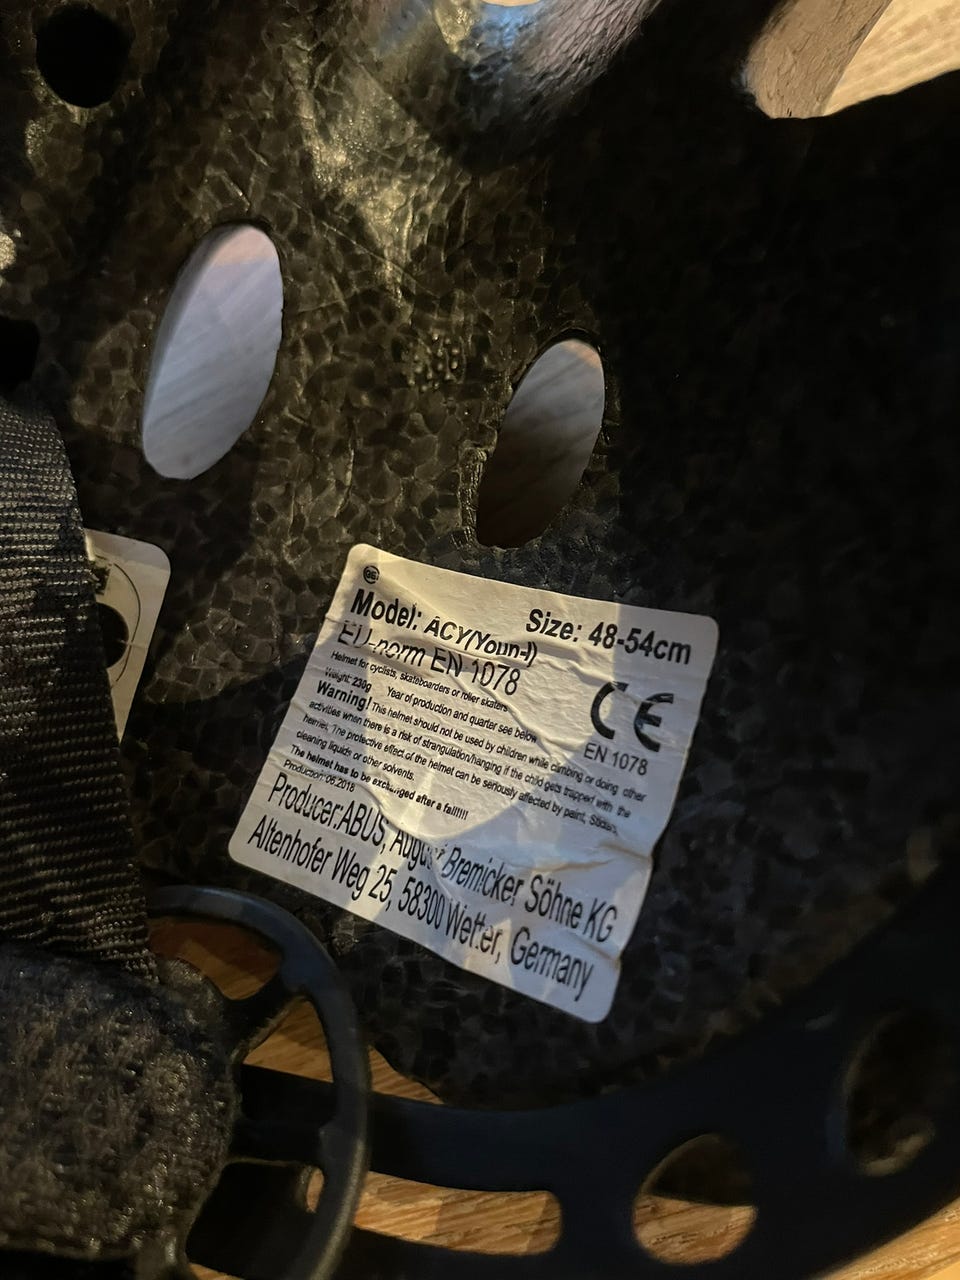 Model: ACY(Youn-I) Size: 48-54cm
EU-norm EN 1078
CE
EN 1078
Helmet for cyclists, skateboarders or roller skaters
Weight: 230g Year of production and quarter see below
Warning! This helmet should not be used by children while climbing or doing other
activities when there is a risk of strangulation/hanging if the child gets trapped with the
helmet. The protective effect of the helmet can be seriously affected by paint, Stickers,
cleaning liquids or other solvents.
The helmet has to be exchanged after a fall!!!!
Production:06.2018
Producer:ABUS, August Bremicker Söhne KG
Altenhofer Weg 25, 58300 Wetter, Germany